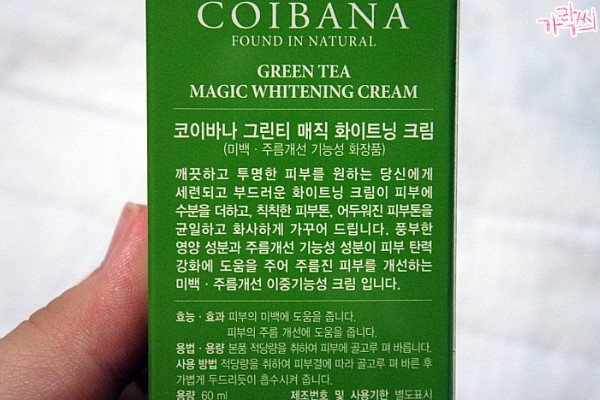 가락씨
COIBANA
FOUND IN NATURAL
GREEN TEA
MAGIC WHITENING CREAM
코이바나 그린티 매직 화이트닝 크림
(미백 · 주름개선 기능성 화장품)
깨끗하고 투명한 피부를 원하는 당신에게
세련되고 부드러운 화이트닝 크림이 피부에
수분을 더하고, 칙칙한 피부톤, 어두워진 피부톤을
균일하고 화사하게 가꾸어 드립니다. 풍부한
영양 성분과 주름개선 기능성 성분이 피부 탄력
강화에 도움을 주어 주름진 피부를 개선하는
미백 · 주름개선 이중기능성 크림 입니다.
효능 · 효과 피부의 미백에 도움을 줍니다.
피부의 주름 개선에 도움을 줍니다.
용법 · 용량 본품 적당량을 취하여 피부에 골고루 펴 바릅니다.
사용 방법 적당량을 취하여 피부결에 따라 골고루 펴 바른 후
가볍게 두드리듯이 흡수시켜 줍니다.
용량 60 ml 제조번호 및 사용기한 별도표시